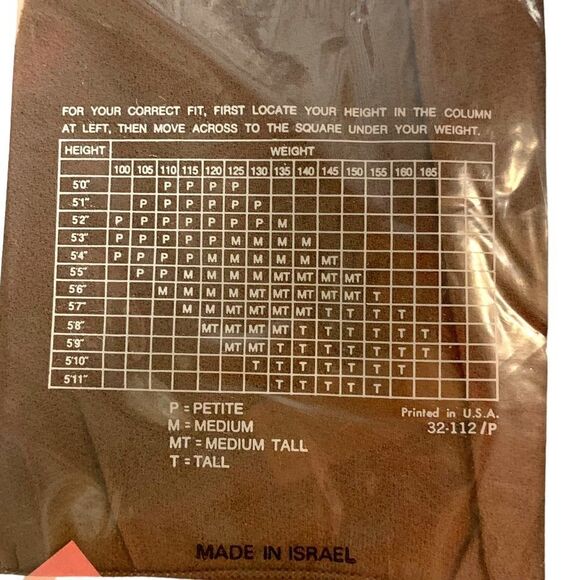 FOR YOUR CORRECT FIT, FIRST LOCATE YOUR HEIGHT IN THE COLUMN
AT LEFT, THEN MOVE ACROSS TO THE SQUARE UNDER YOUR WEIGHT.
HEIGHT WEIGHT
100 105 110 115 120 125 130 135 140 145 150 155 160 165
5'0" P P P P
5'1" P P P P P P
5'2" P P P P P P P M
5'3" P P P P P M M M M
5'4" P P P P M M M M M MT
5'5" P P M M M M MT MT MT MT
5'6" M M M M MT MT MT MT MT T
5'7" M M MT MT MT MT T T T T
5'8" MT MT MT MT T T T T T T
5'9" MT MT T T T T T T T
5'10" T T T T T T T
5'11" T T T T T
P = PETITE
M = MEDIUM
MT = MEDIUM TALL
T = TALL
Printed in U.S.A.
32-112/P
MADE IN ISRAEL